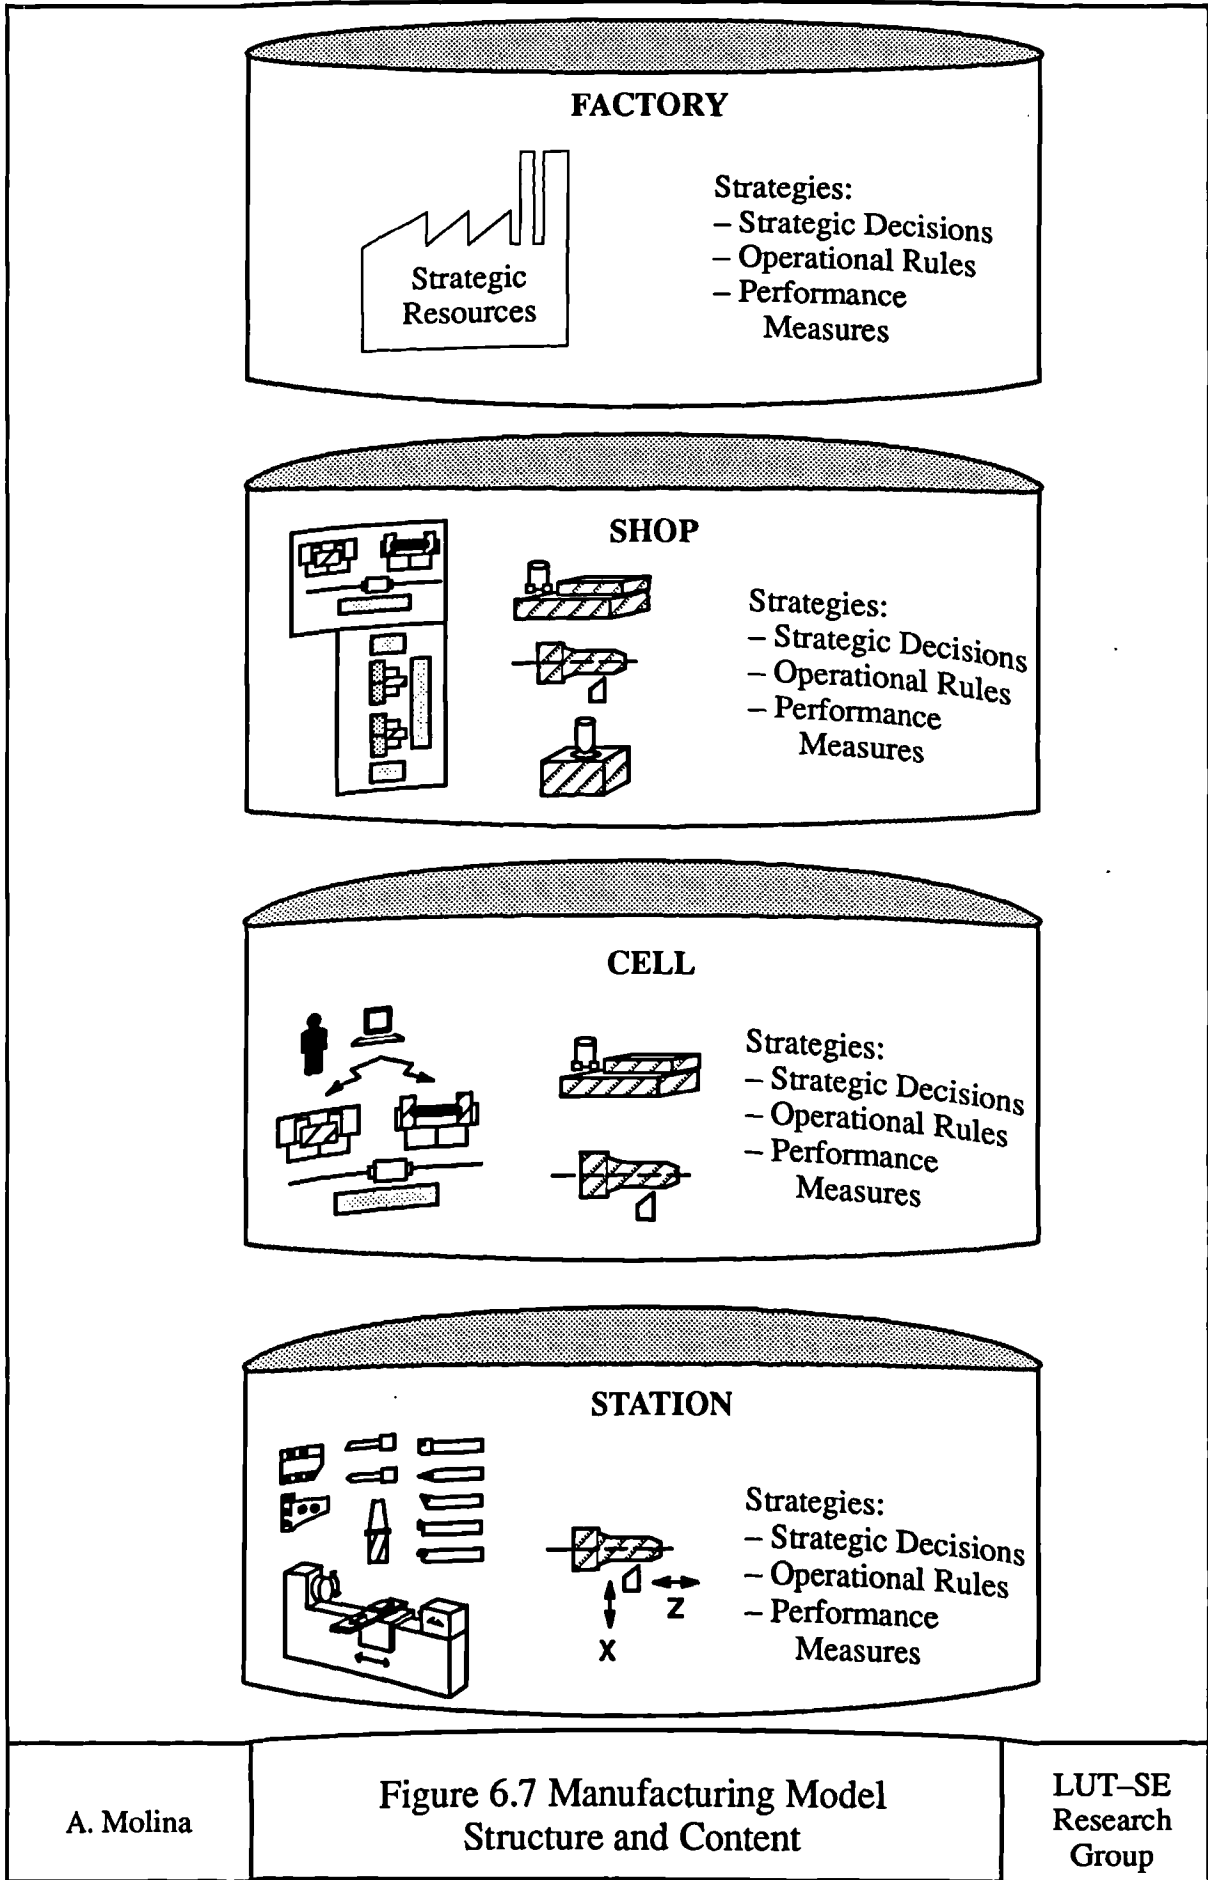 FACTORY
Strategic
Resources
Strategies:
– Strategic Decisions
– Operational Rules
– Performance
Measures
SHOP
Strategies:
– Strategic Decisions
– Operational Rules
– Performance
Measures
CELL
Strategies:
– Strategic Decisions
– Operational Rules
– Performance
Measures
STATION
Z
X
Strategies:
– Strategic Decisions
– Operational Rules
– Performance
Measures
A. Molina
Figure 6.7 Manufacturing Model
Structure and Content
LUT–SE
Research
Group